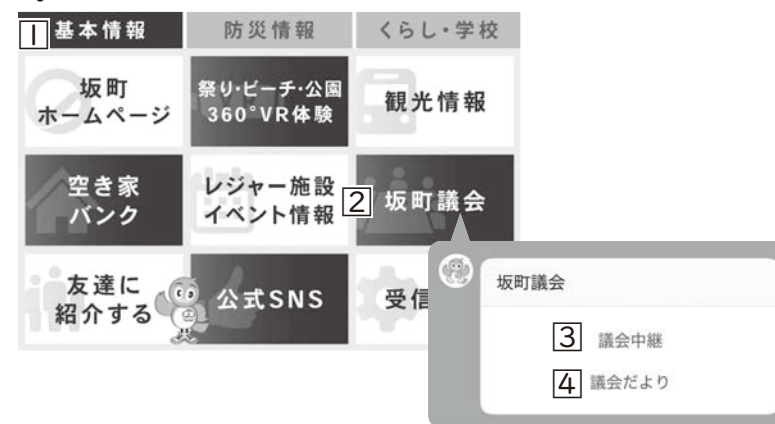 1 基本情報
防災情報
くらし・学校
坂町
ホームページ
祭り・ビーチ・公園
360°VR体験
観光情報
空き家
バンク
レジャー施設
イベント情報
2 坂町議会
友達に
紹介する
公式SNS
受信
坂町議会
3 議会中継
4 議会だより